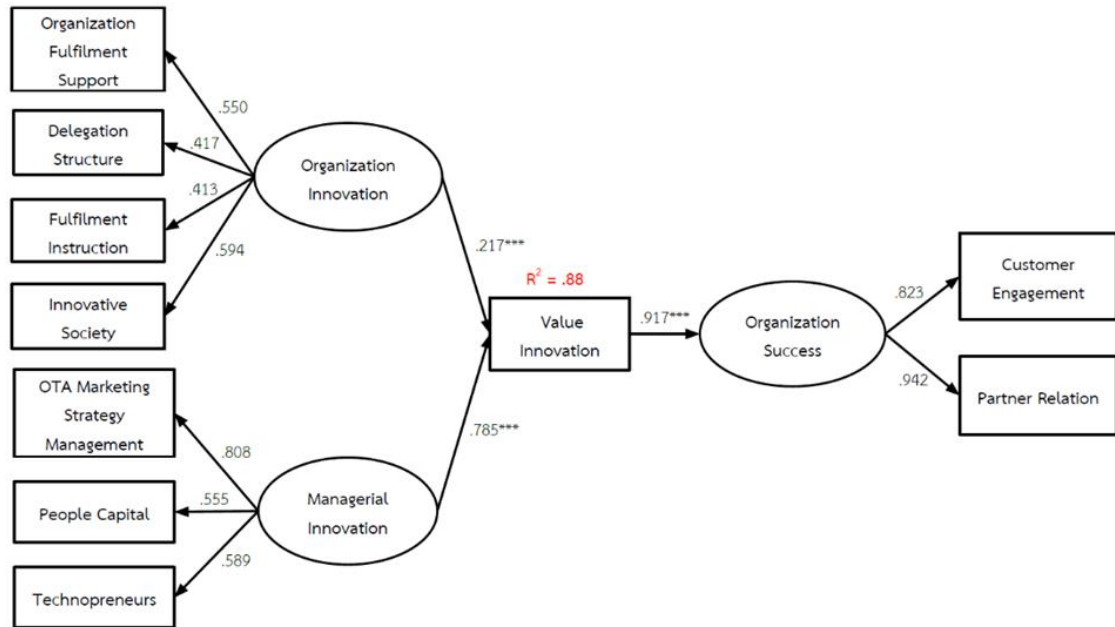 Organization
Fulfilment
Support
.550
Delegation
Structure
.417
Organization
Innovation
.413
Fulfilment
Instruction
.594
.217***
Innovative
Society
R² = .88
Value
Innovation
.917***
Organization
Success
.823
Customer
Engagement
.942
Partner Relation
OTA Marketing
Strategy
Management
.785***
.808
People Capital
.555
Managerial
Innovation
.589
Technopreneurs